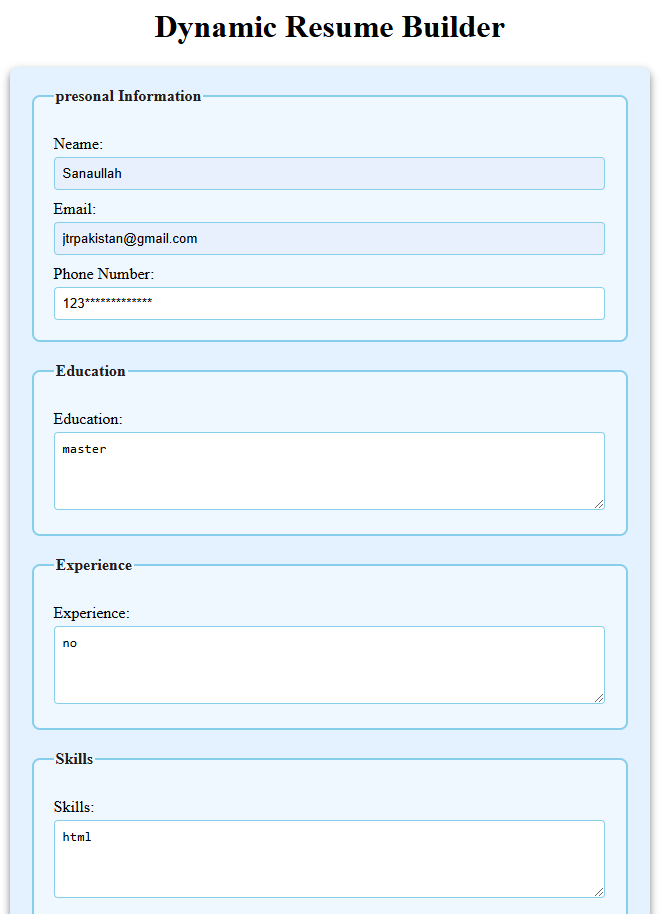 Dynamic Resume Builder
presonal Information
Neame:
Sanaullah
Email:
jtrpakistan@gmail.com
Phone Number:
123*************
Education
Education:
master
Experience
Experience:
no
Skills
Skills:
html